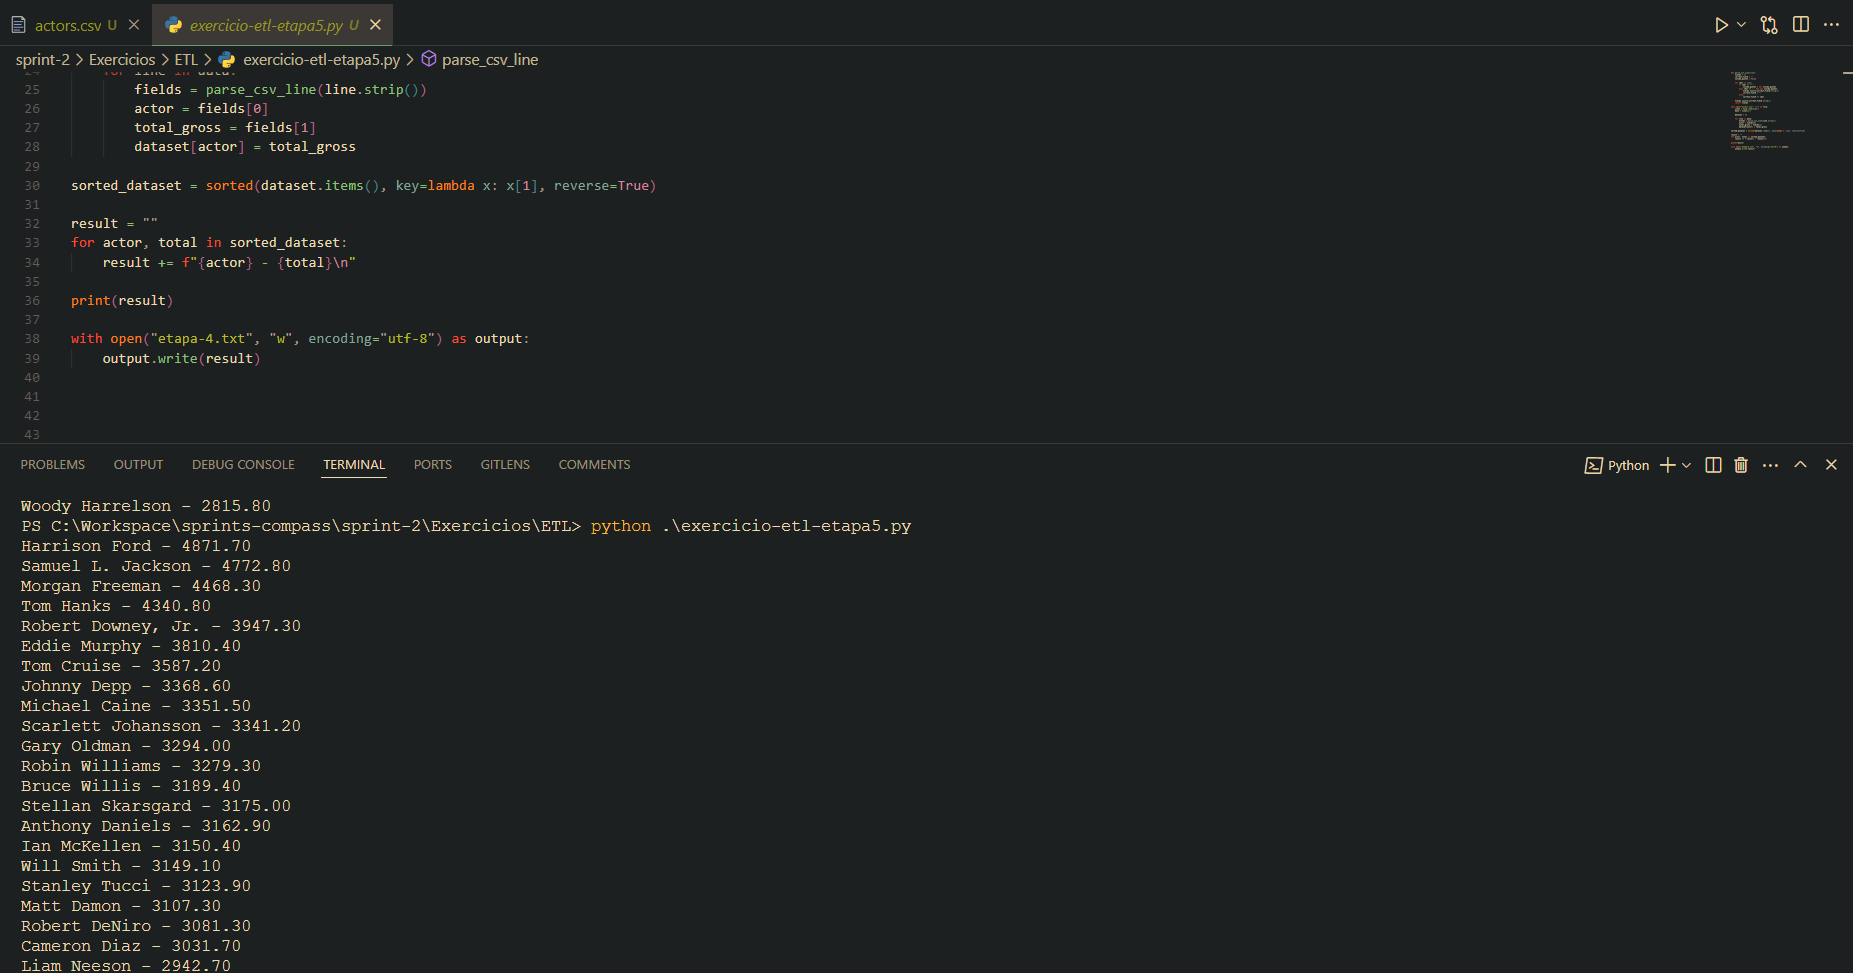 actors.csv U
exercicio-etl-etapa5.py U
sprint-2 > Exercicios > ETL > exercicio-etl-etapa5.py > parse_csv_line
24 for line in data:
25 fields = parse_csv_line(line.strip())
26 actor = fields[0]
27 total_gross = fields[1]
28 dataset[actor] = total_gross
29
30 sorted_dataset = sorted(dataset.items(), key=lambda x: x[1], reverse=True)
31
32 result = ""
33 for actor, total in sorted_dataset:
34 result += f"{actor} - {total}\n"
35
36 print(result)
37
38 with open("etapa-4.txt", "w", encoding="utf-8") as output:
39 output.write(result)
40
41
42
43
PROBLEMS OUTPUT DEBUG CONSOLE TERMINAL PORTS GITLENS COMMENTS
Python
Woody Harrelson - 2815.80
PS C:\Workspace\sprints-compass\sprint-2\Exercicios\ETL> python .\exercicio-etl-etapa5.py
Harrison Ford - 4871.70
Samuel L. Jackson - 4772.80
Morgan Freeman - 4468.30
Tom Hanks - 4340.80
Robert Downey, Jr. - 3947.30
Eddie Murphy - 3810.40
Tom Cruise - 3587.20
Johnny Depp - 3368.60
Michael Caine - 3351.50
Scarlett Johansson - 3341.20
Gary Oldman - 3294.00
Robin Williams - 3279.30
Bruce Willis - 3189.40
Stellan Skarsgard - 3175.00
Anthony Daniels - 3162.90
Ian McKellen - 3150.40
Will Smith - 3149.10
Stanley Tucci - 3123.90
Matt Damon - 3107.30
Robert DeNiro - 3081.30
Cameron Diaz - 3031.70
Liam Neeson - 2942.70